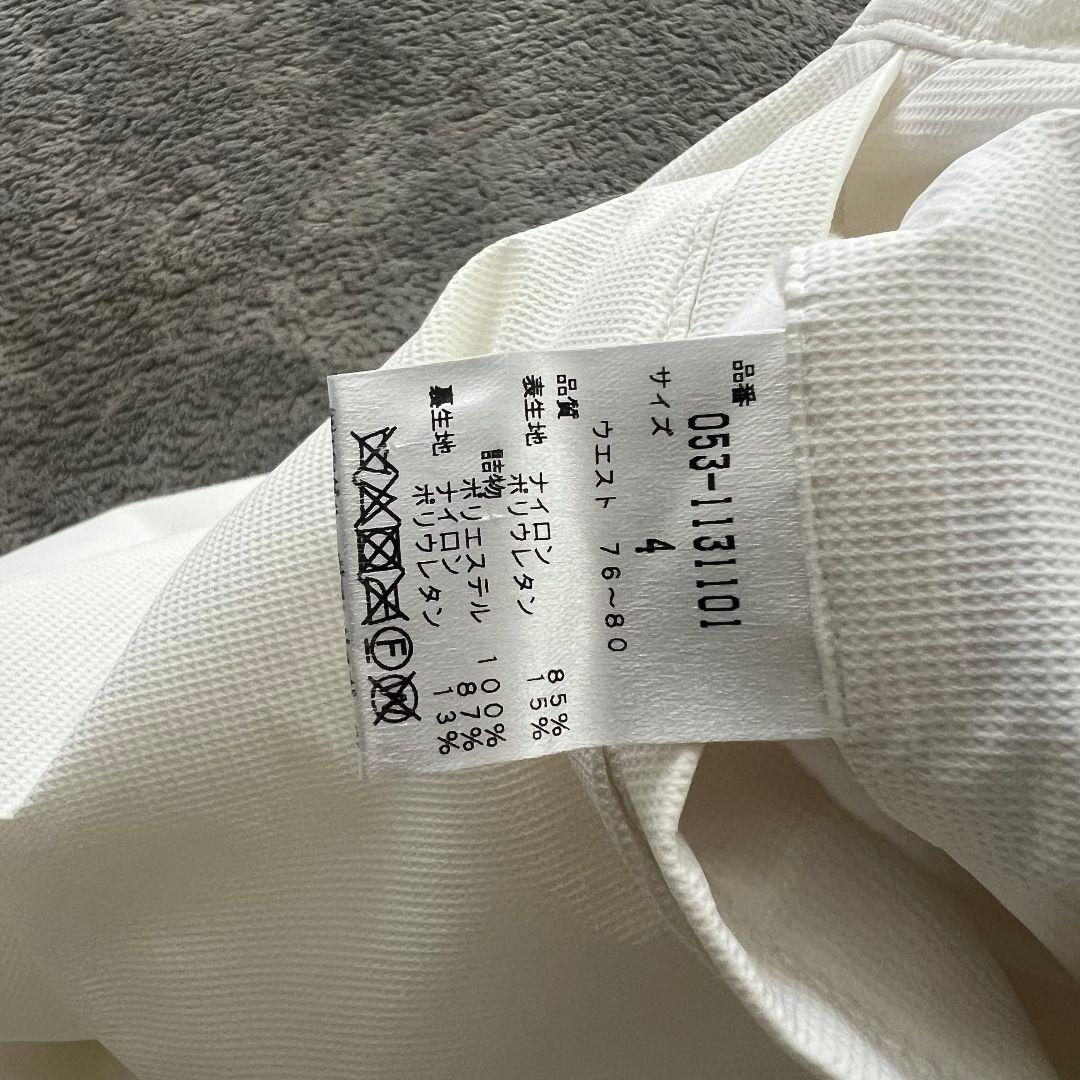 品番 053-1131101
サイズ 4
ウエスト 76~80
品質
表生地 ナイロン 85%
ポリウレタン 15%
詰物 ポリエステル 100%
裏生地 ナイロン 87%
ポリウレタン 13%
F